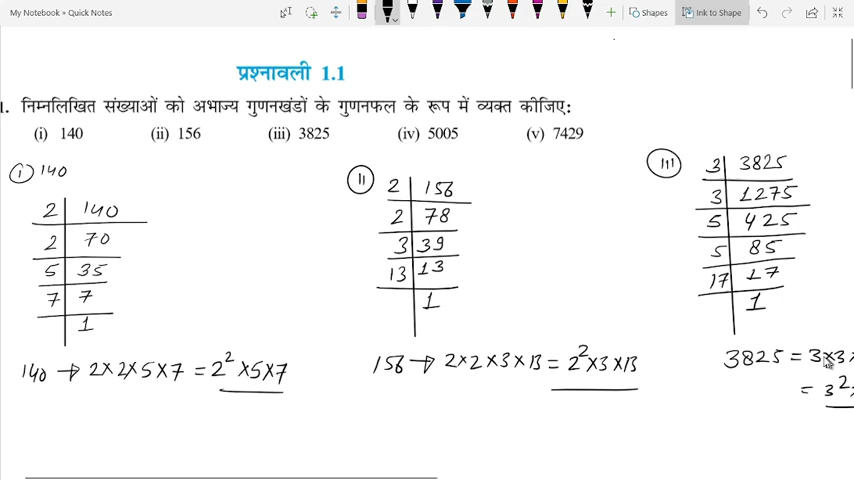 My Notebook » Quick Notes
Shapes
Ink to Shape
प्रश्नावली 1.1
1. निम्नलिखित संख्याओं को अभाज्य गुणनखंडों के गुणनफल के रूप में व्यक्त कीजिए:
(i) 140 (ii) 156 (iii) 3825 (iv) 5005 (v) 7429
(i) 140
2 | 140
2 | 70
5 | 35
7 | 7
1
140 → 2×2×5×7 = 2²×5×7
(II) 2 | 156
2 | 78
3 | 39
13 | 13
1
156 → 2×2×3×13 = 2²×3×13
(III) 3 | 3825
3 | 1275
5 | 425
5 | 85
17 | 17
1
3825 = 3×3×
= 3²×